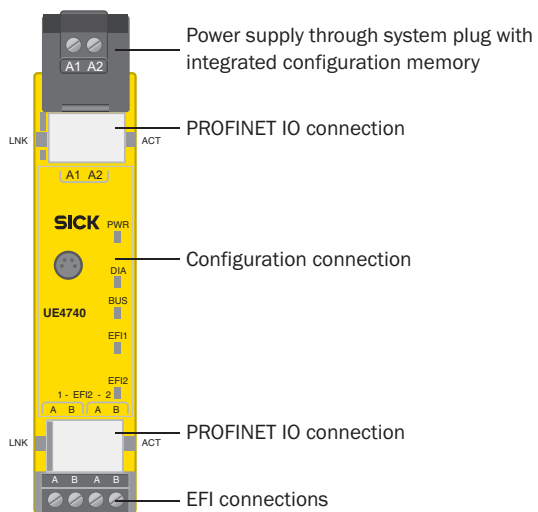 A1 A2
Power supply through system plug with
integrated configuration memory
LNK
ACT
PROFINET IO connection
A1 A2
SICK
PWR
Configuration connection
DIA
BUS
UE4740
EFI1
EFI2
1 - EFI2 - 2
A B A B
LNK
ACT
PROFINET IO connection
A B A B
EFI connections